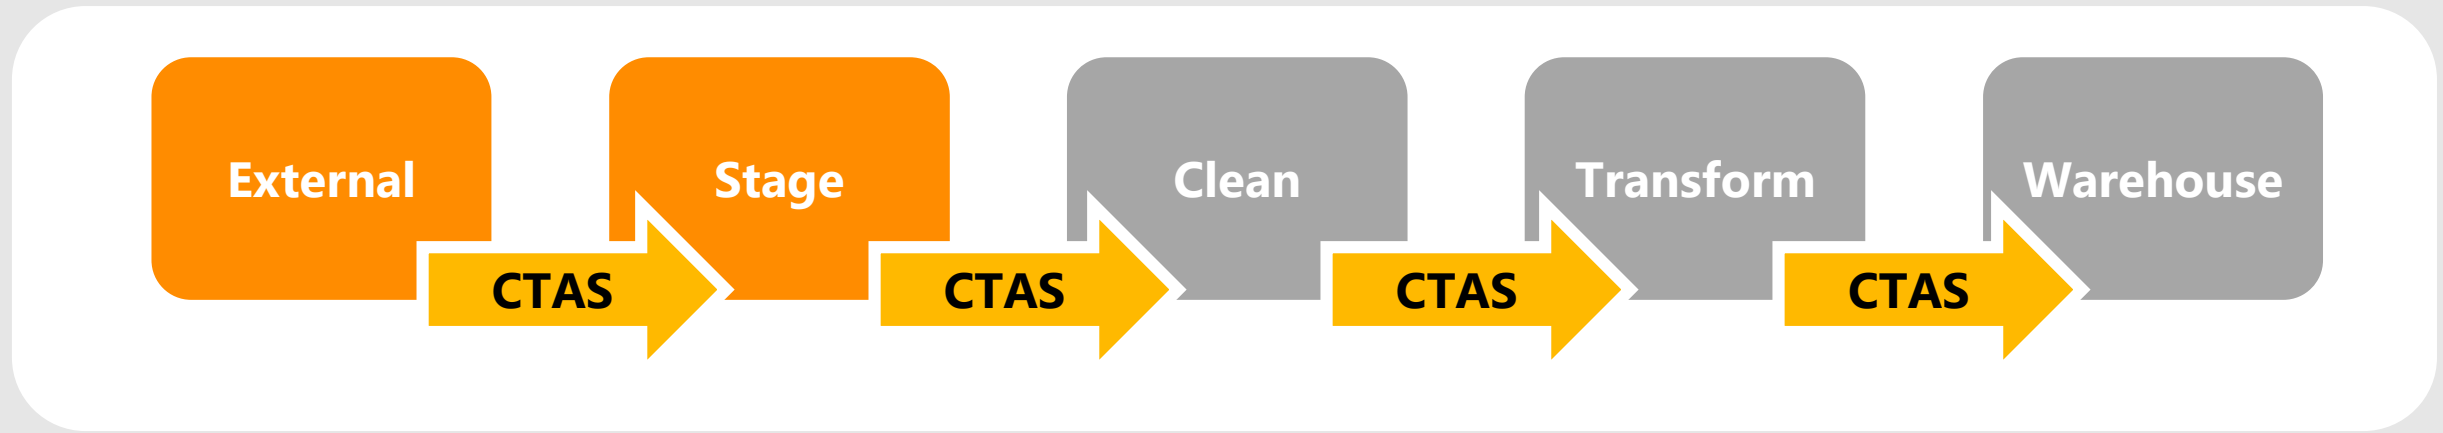 External
Stage
Clean
Transform
Warehouse
CTAS
CTAS
CTAS
CTAS